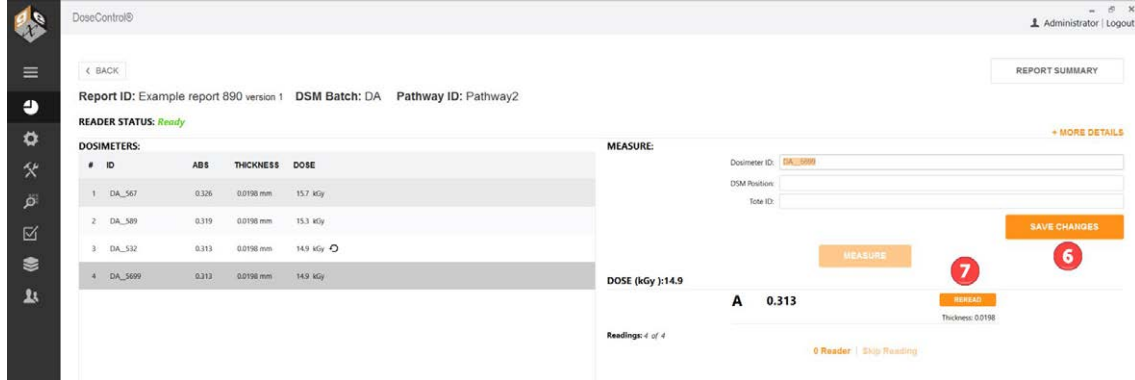 DoseControl®
Administrator | Logout
BACK
REPORT SUMMARY
Report ID: Example report 890 version 1 DSM Batch: DA Pathway ID: Pathway2
READER STATUS: Ready
+ MORE DETAILS
DOSIMETERS:
# ID ABS THICKNESS DOSE
1 DA__567 0.326 0.0198 mm 15.7 kGy
2 DA__589 0.319 0.0198 mm 15.3 kGy
3 DA__532 0.313 0.0198 mm 14.9 kGy
4 DA__5699 0.313 0.0198 mm 14.9 kGy
MEASURE:
Dosimeter ID: DA__5699
DSM Position:
Tote ID:
SAVE CHANGES
6
MEASURE
7
DOSE (kGy ):14.9
A 0.313
REREAD
Thickness: 0.0198
Readings: 4 of 4
0 Reader | Skip Reading